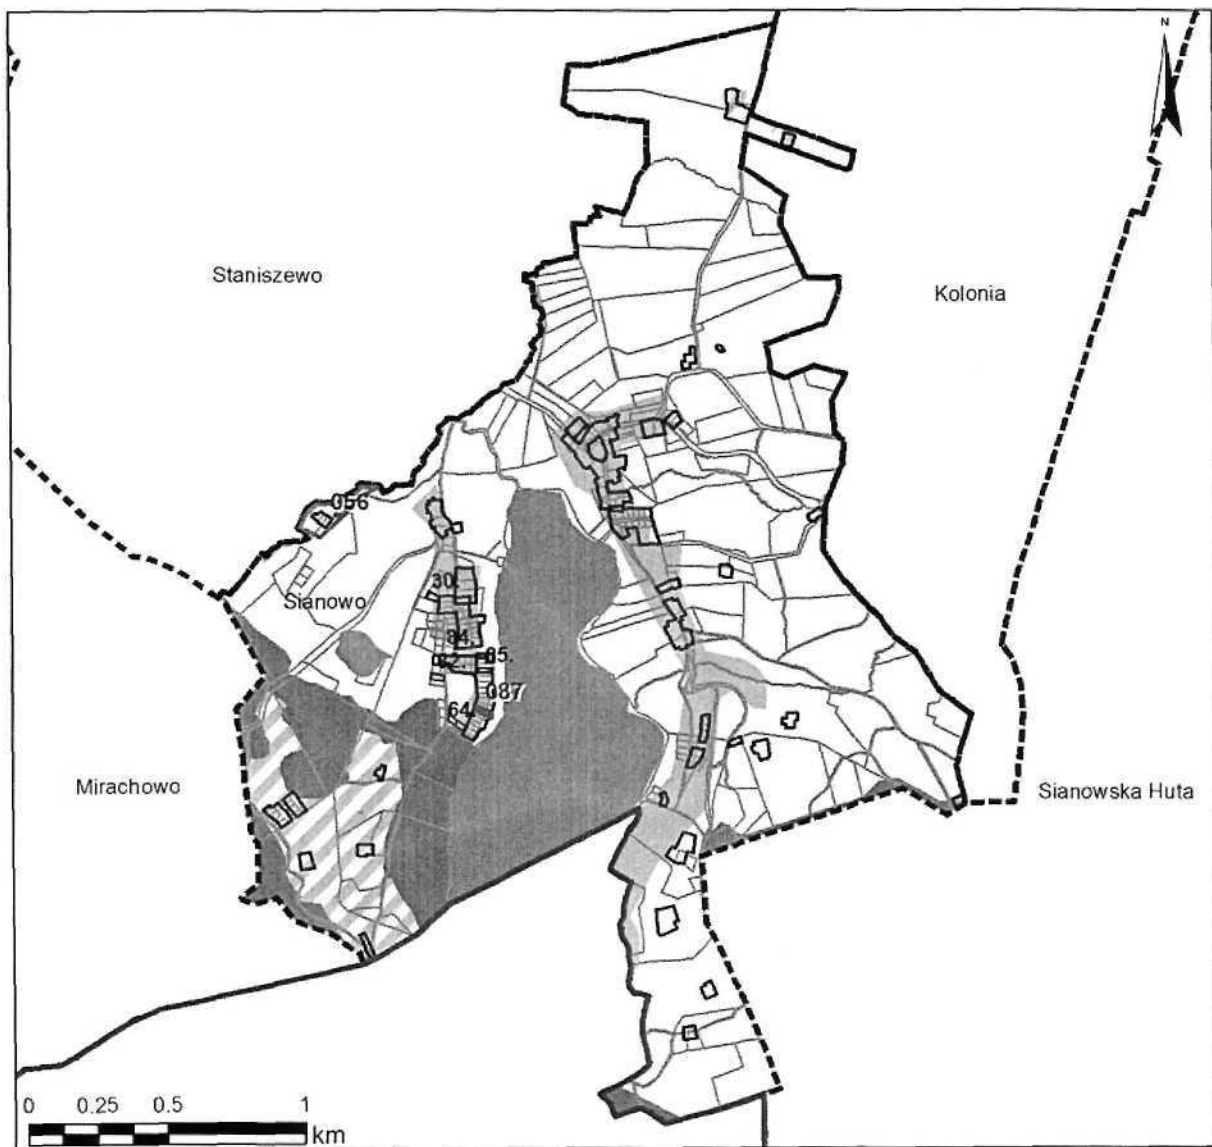 N
Staniszewo
Kolonia
056
30.
Sianowo
84.
82.
85.
087
64.
Mirachowo
Sianowska Huta
0 0.25 0.5 1
km